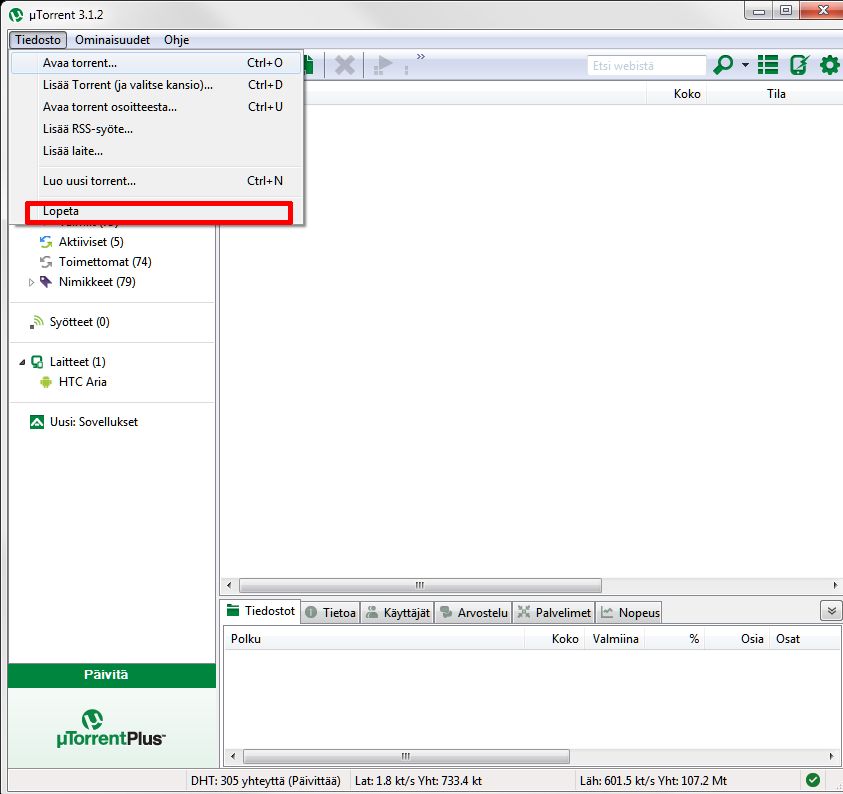 µTorrent 3.1.2
Tiedosto Ominaisuudet Ohje
Avaa torrent... Ctrl+O
Lisää Torrent (ja valitse kansio)... Ctrl+D
Avaa torrent osoitteesta... Ctrl+U
Lisää RSS-syöte...
Lisää laite...
Luo uusi torrent... Ctrl+N
Lopeta
Etsi webistä
Koko Tila
Aktiiviset (5)
Toimettomat (74)
Nimikkeet (79)
Syötteet (0)
Laitteet (1)
HTC Aria
Uusi: Sovellukset
Tiedostot Tietoa Käyttäjät Arvostelu Palvelimet Nopeus
Polku Koko Valmiina % Osia Osat
Päivitä
µTorrentPlus™
DHT: 305 yhteyttä (Päivittää) Lat: 1.8 kt/s Yht: 733.4 kt Läh: 601.5 kt/s Yht: 107.2 Mt